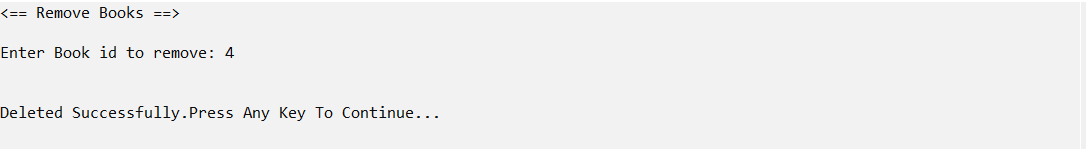 <== Remove Books ==>
Enter Book id to remove: 4
Deleted Successfully.Press Any Key To Continue...